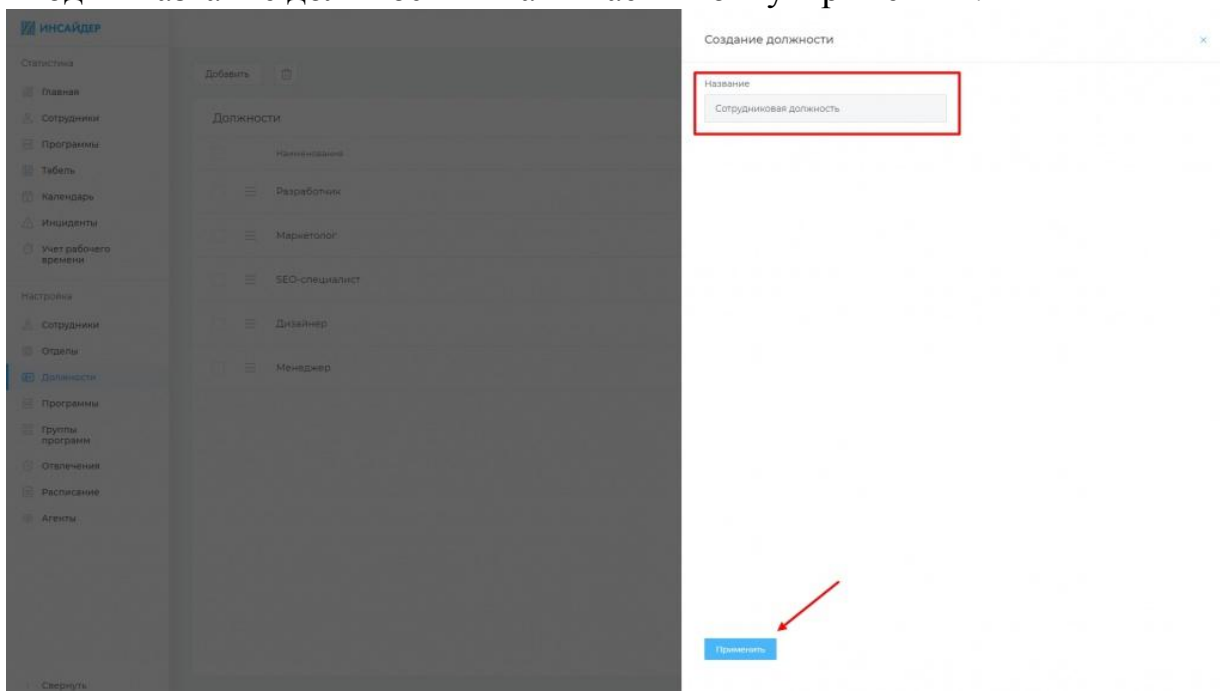 ИНСАЙДЕР
Статистика
Главная
Сотрудники
Программы
Табель
Календарь
Инциденты
Учет рабочего
времени
Настройка
Сотрудники
Отделы
Должности
Программы
Группы
программ
Отвлечения
Расписание
Агенты
Свернуть
Добавить
Должности
Наименование
Разработчик
Маркетолог
SEO-специалист
Дизайнер
Менеджер
Создание должности
Название
Сотрудниковая должность
Применить